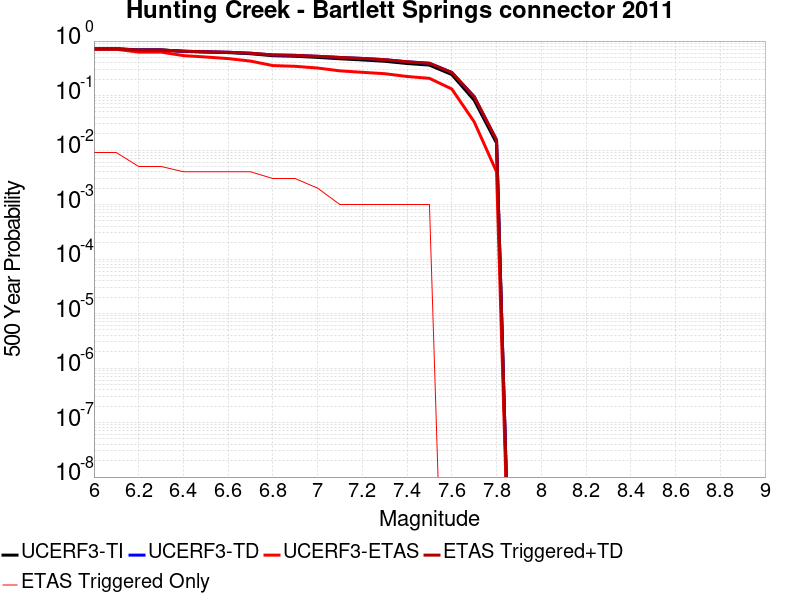 Hunting Creek - Bartlett Springs connector 2011
10^0
10^-1
10^-2
10^-3
10^-4
10^-5
10^-6
10^-7
10^-8
500 Year Probability
6 6.2 6.4 6.6 6.8 7 7.2 7.4 7.6 7.8 8 8.2 8.4 8.6 8.8 9
Magnitude
UCERF3-TI UCERF3-TD UCERF3-ETAS ETAS Triggered+TD
ETAS Triggered Only